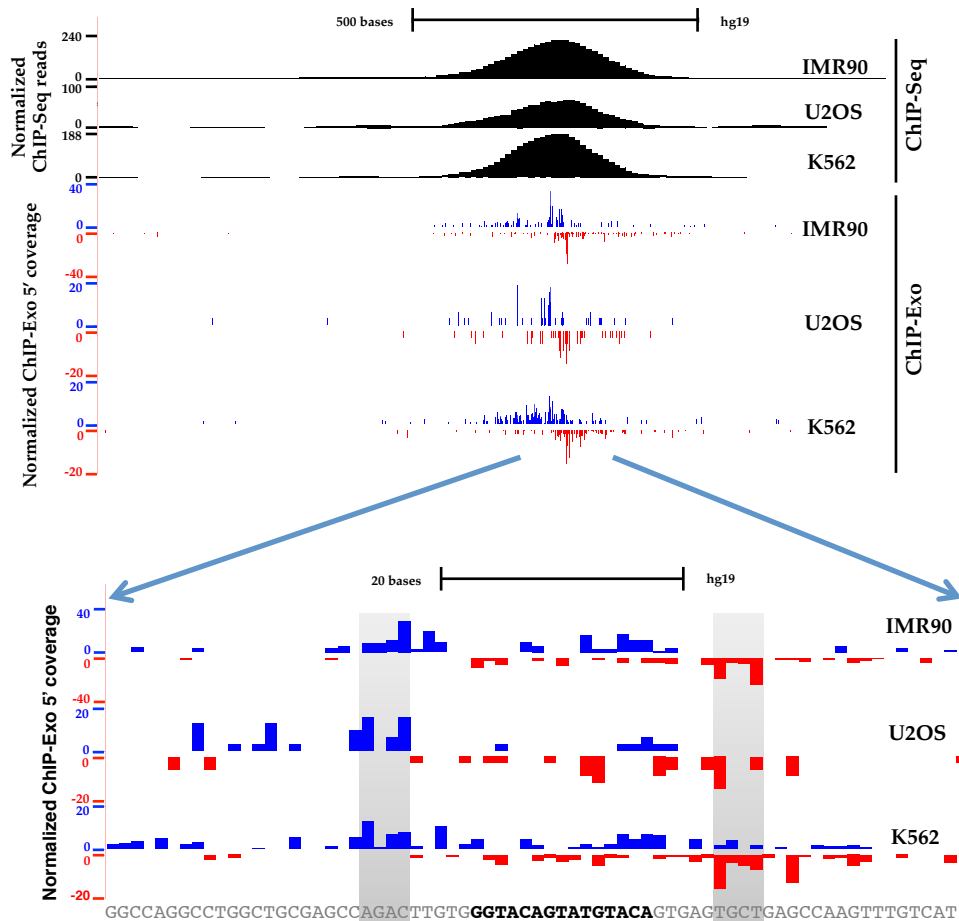 500 bases hg19
Normalized
ChIP-Seq reads
240
0
IMR90
100
0
U2OS
188
0
K562
ChIP-Seq
Normalized ChIP-Exo 5′ coverage
40
0
0
-40
IMR90
20
0
0
-20
U2OS
20
0
0
-20
K562
ChIP-Exo
20 bases hg19
Normalized ChIP-Exo 5’ coverage
40
0
0
-40
IMR90
20
0
0
-20
U2OS
20
0
0
-20
K562
GGCCAGGCCTGGCTGCGAGCCAGACTTGTGGGTACAGTATGTACAGTGAGTGCTGAGCCAAGTTTGTCAT